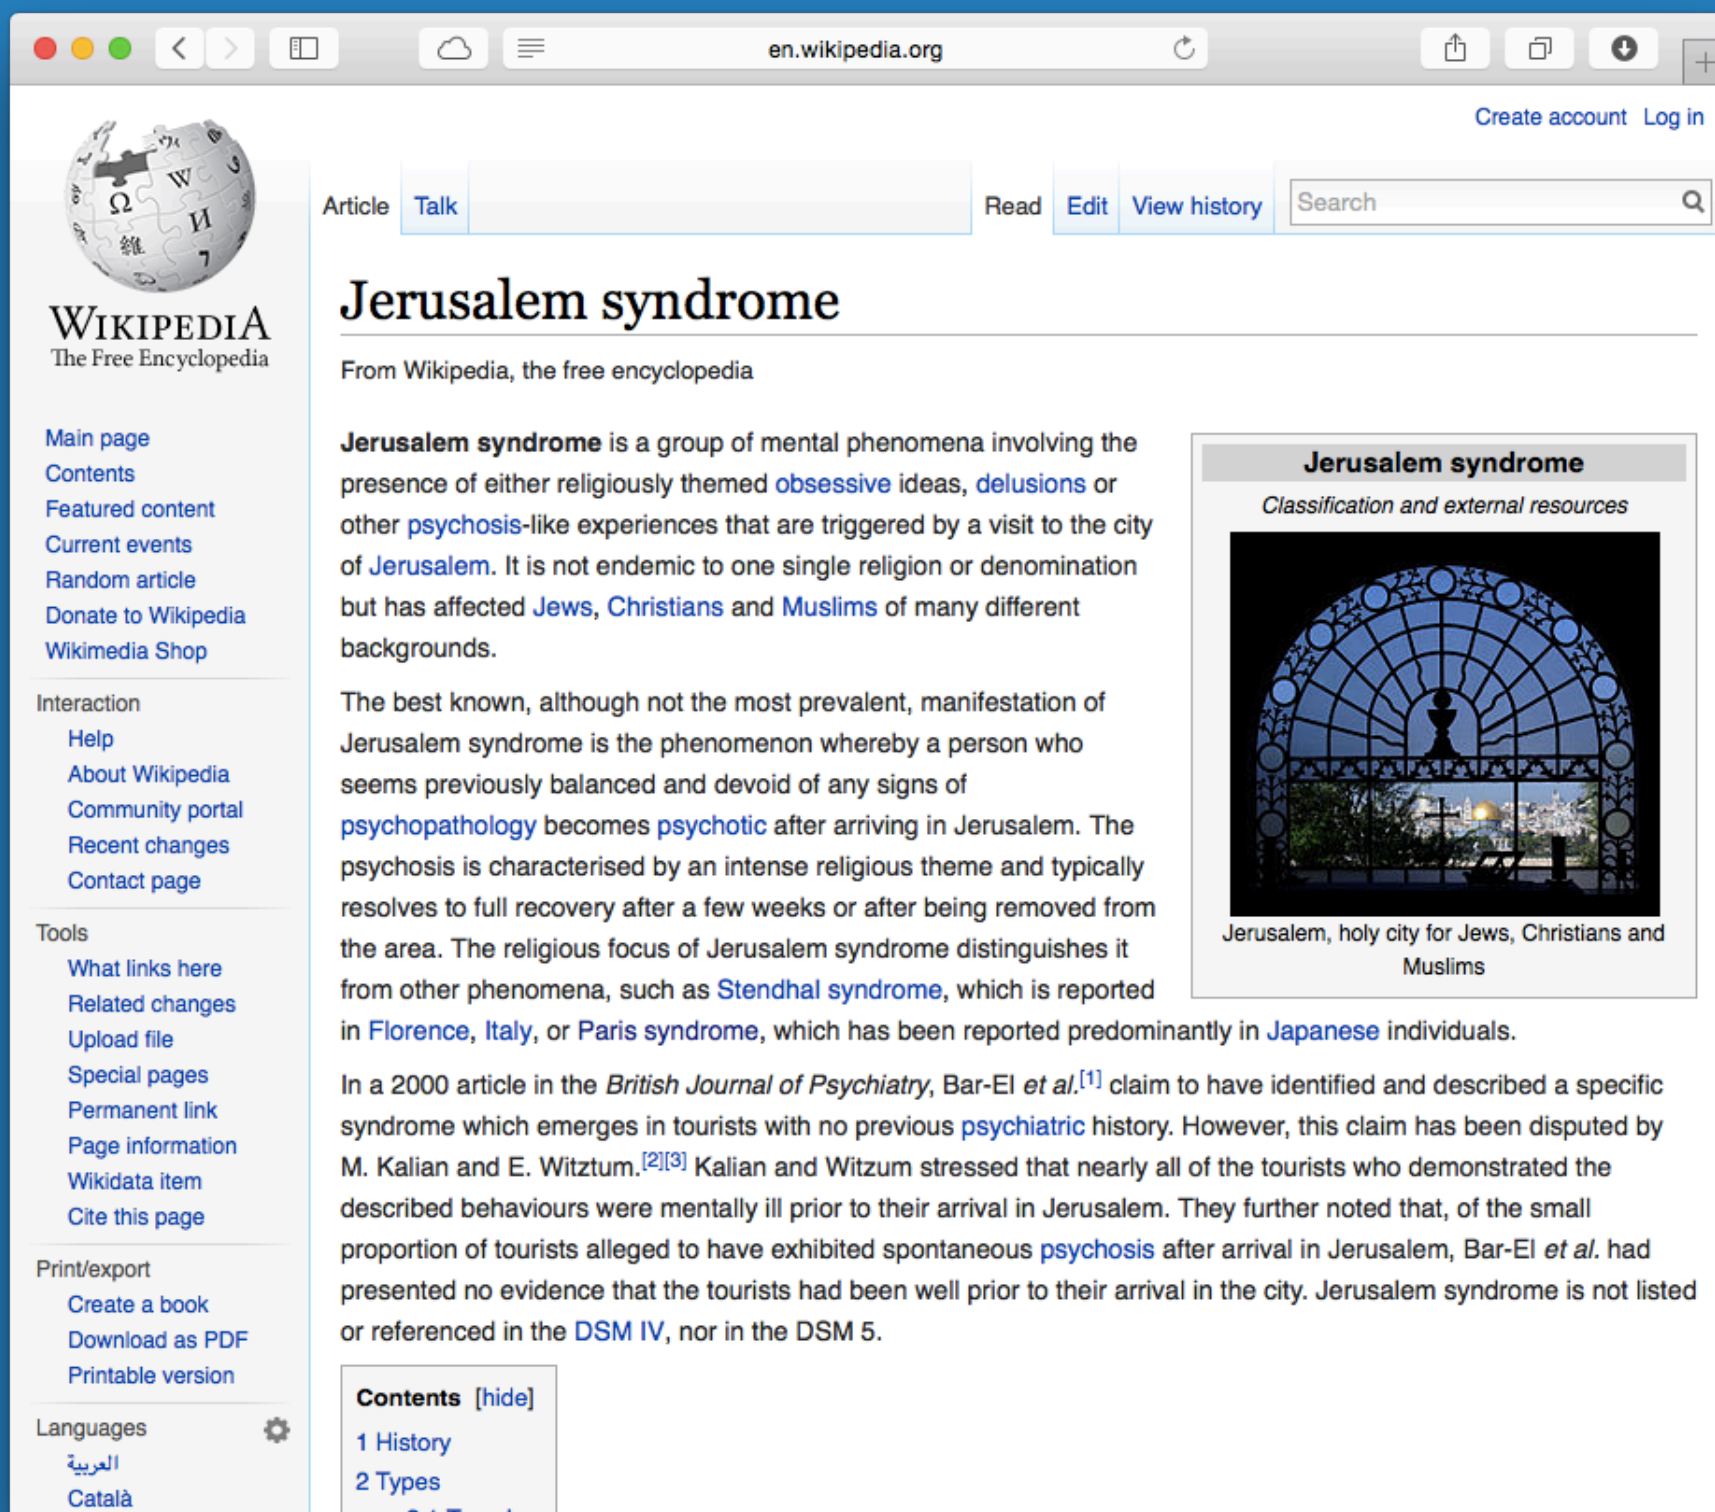 en.wikipedia.org
Create account Log in
Article Talk Read Edit View history Search
WIKIPEDIA
The Free Encyclopedia
Main page
Contents
Featured content
Current events
Random article
Donate to Wikipedia
Wikimedia Shop
Interaction
Help
About Wikipedia
Community portal
Recent changes
Contact page
Tools
What links here
Related changes
Upload file
Special pages
Permanent link
Page information
Wikidata item
Cite this page
Print/export
Create a book
Download as PDF
Printable version
Languages
العربية
Català
Jerusalem syndrome
From Wikipedia, the free encyclopedia
Jerusalem syndrome is a group of mental phenomena involving the
presence of either religiously themed obsessive ideas, delusions or
other psychosis-like experiences that are triggered by a visit to the city
of Jerusalem. It is not endemic to one single religion or denomination
but has affected Jews, Christians and Muslims of many different
backgrounds.
The best known, although not the most prevalent, manifestation of
Jerusalem syndrome is the phenomenon whereby a person who
seems previously balanced and devoid of any signs of
psychopathology becomes psychotic after arriving in Jerusalem. The
psychosis is characterised by an intense religious theme and typically
resolves to full recovery after a few weeks or after being removed from
the area. The religious focus of Jerusalem syndrome distinguishes it
from other phenomena, such as Stendhal syndrome, which is reported
in Florence, Italy, or Paris syndrome, which has been reported predominantly in Japanese individuals.
In a 2000 article in the British Journal of Psychiatry, Bar-El et al.[1] claim to have identified and described a specific
syndrome which emerges in tourists with no previous psychiatric history. However, this claim has been disputed by
M. Kalian and E. Witztum.[2][3] Kalian and Witzum stressed that nearly all of the tourists who demonstrated the
described behaviours were mentally ill prior to their arrival in Jerusalem. They further noted that, of the small
proportion of tourists alleged to have exhibited spontaneous psychosis after arrival in Jerusalem, Bar-El et al. had
presented no evidence that the tourists had been well prior to their arrival in the city. Jerusalem syndrome is not listed
or referenced in the DSM IV, nor in the DSM 5.
Jerusalem syndrome
Classification and external resources
Jerusalem, holy city for Jews, Christians and
Muslims
Contents [hide]
1 History
2 Types